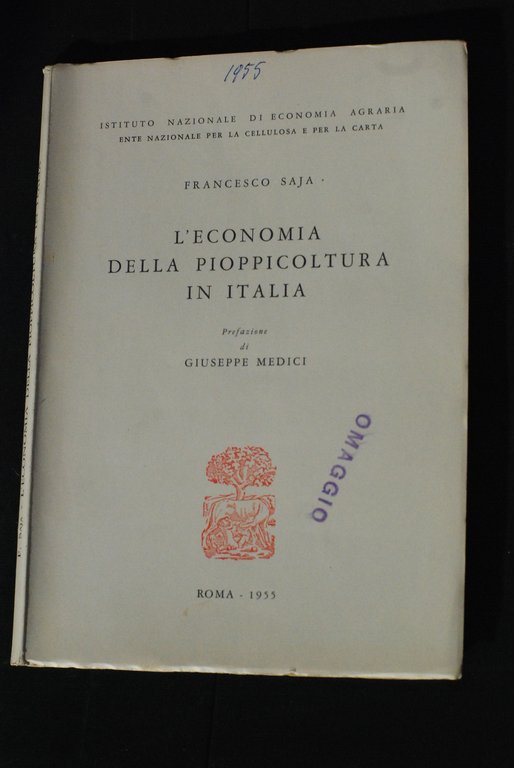 1955
ISTITUTO NAZIONALE DI ECONOMIA AGRARIA
ENTE NAZIONALE PER LA CELLULOSA E PER LA CARTA
FRANCESCO SAJA
L'ECONOMIA
DELLA PIOPPICOLTURA
IN ITALIA
Prefazione
di
GIUSEPPE MEDICI
OMAGGIO
ROMA - 1955